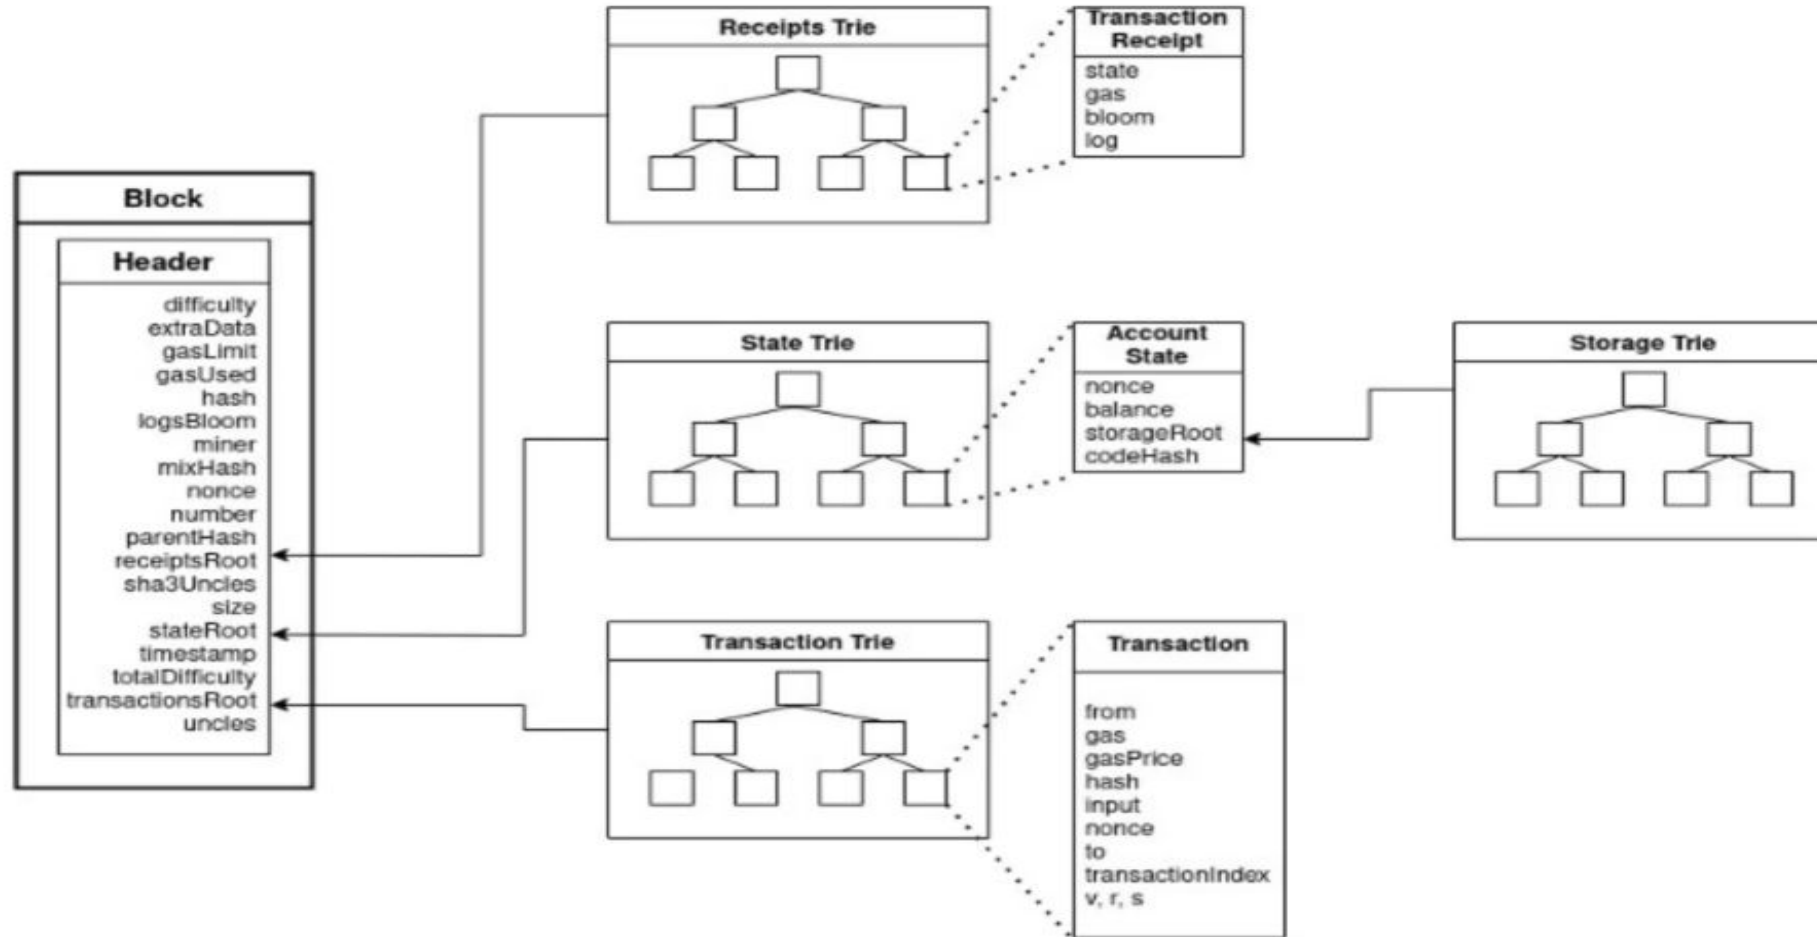 Block
Header
difficulty
extraData
gasLimit
gasUsed
hash
logsBloom
miner
mixHash
nonce
number
parentHash
receiptsRoot
sha3Uncles
size
stateRoot
timestamp
totalDifficulty
transactionsRoot
uncles
Receipts Trie
Transaction
Receipt
state
gas
bloom
log
State Trie
Account
State
nonce
balance
storageRoot
codeHash
Storage Trie
Transaction Trie
Transaction
from
gas
gasPrice
hash
input
nonce
to
transactionIndex
v, r, s